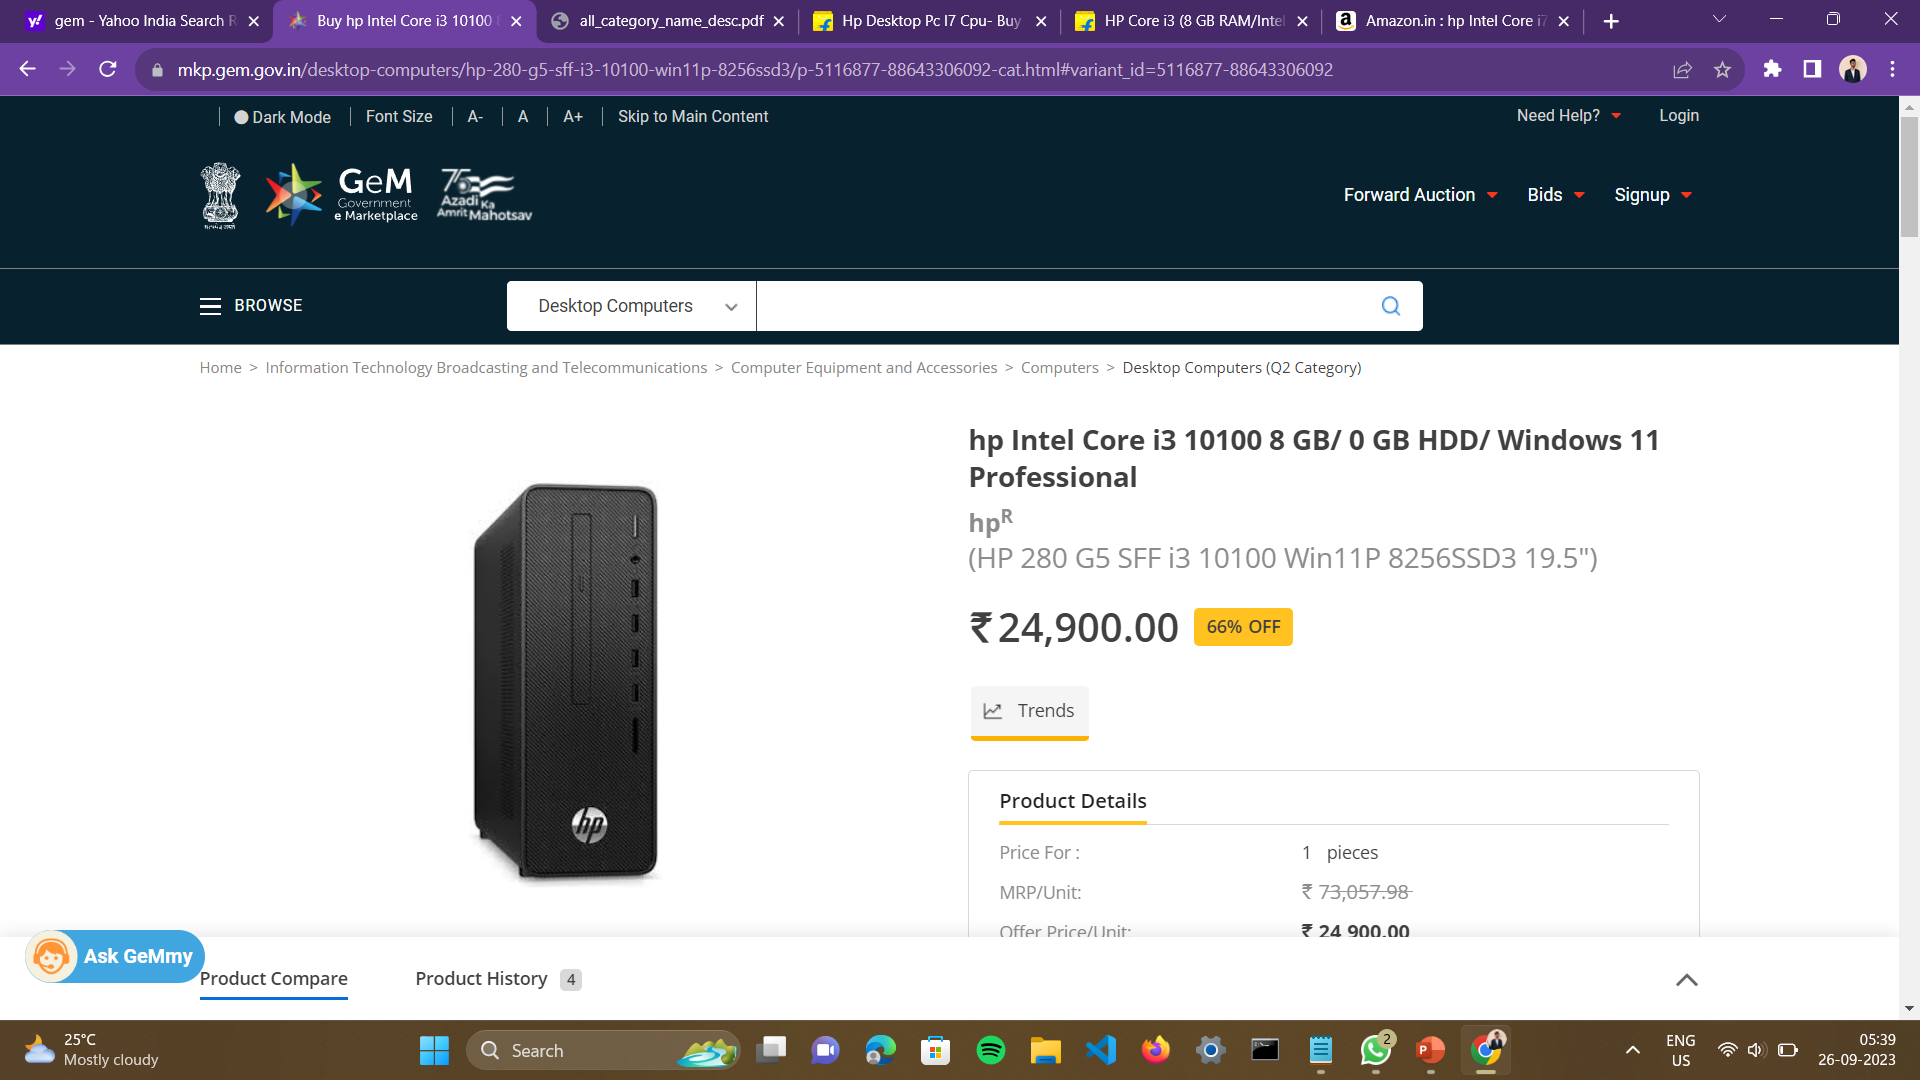 gem - Yahoo India Search R
Buy hp Intel Core i3 10100 8
all_category_name_desc.pdf
Hp Desktop Pc I7 Cpu- Buy
HP Core i3 (8 GB RAM/Intel
Amazon.in : hp Intel Core i7
mkp.gem.gov.in/desktop-computers/hp-280-g5-sff-i3-10100-win11p-8256ssd3/p-5116877-88643306092-cat.html#variant_id=5116877-88643306092
Dark Mode
Font Size
A-
A
A+
Skip to Main Content
Need Help?
Login
GeM
Government
e Marketplace
75
Azadi Ka
Amrit Mahotsav
Forward Auction
Bids
Signup
BROWSE
Desktop Computers
Home > Information Technology Broadcasting and Telecommunications > Computer Equipment and Accessories > Computers > Desktop Computers (Q2 Category)
hp Intel Core i3 10100 8 GB/ 0 GB HDD/ Windows 11
Professional
hpR
(HP 280 G5 SFF i3 10100 Win11P 8256SSD3 19.5")
₹24,900.00
66% OFF
Trends
Product Details
Price For : 1 pieces
MRP/Unit: ₹ 73,057.98
Offer Price/Unit: ₹ 24,900.00
hp
Ask GeMmy
Product Compare
Product History 4
25°C
Mostly cloudy
Search
2
ENG
US
05:39
26-09-2023